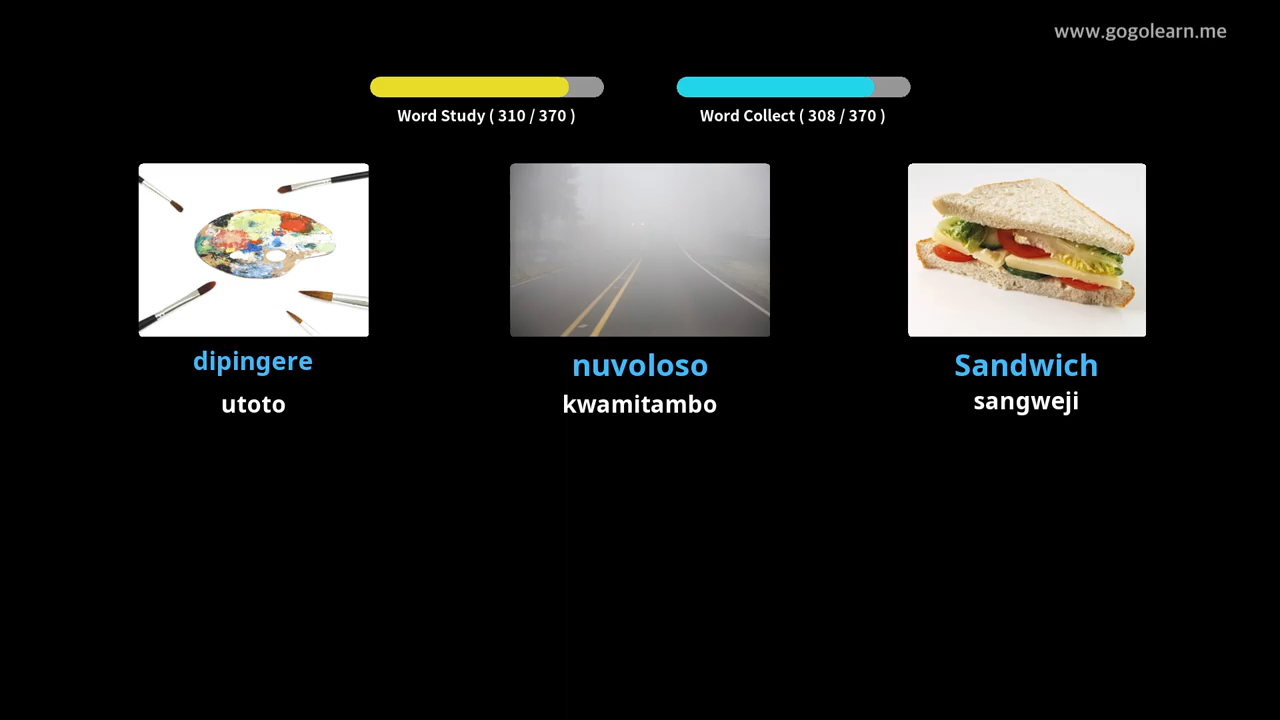 www.gogolearn.me
Word Study ( 310 / 370 )
Word Collect ( 308 / 370 )
dipingere
utoto
nuvoloso
kwamitambo
Sandwich
sangweji